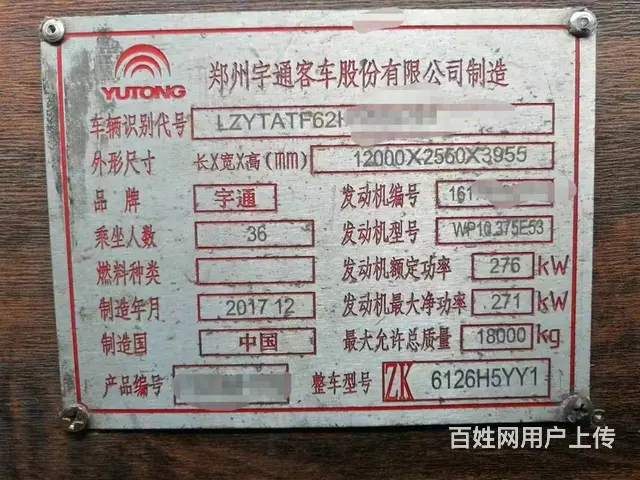 YUTONG
郑州宇通客车股份有限公司制造
车辆识别代号 LZYTATF62
外形尺寸 长X宽X高(mm) 12000X2550X3955
品牌 宇通 发动机编号 161
乘坐人数 36 发动机型号 WP10.375E53
燃料种类 发动机额定功率 276 kW
制造年月 2017 12 发动机最大净功率 271 kW
制造国 中国 最大允许总质量 18000 kg
产品编号 整车型号 ZK 6126H5YY1
百姓网用户上传